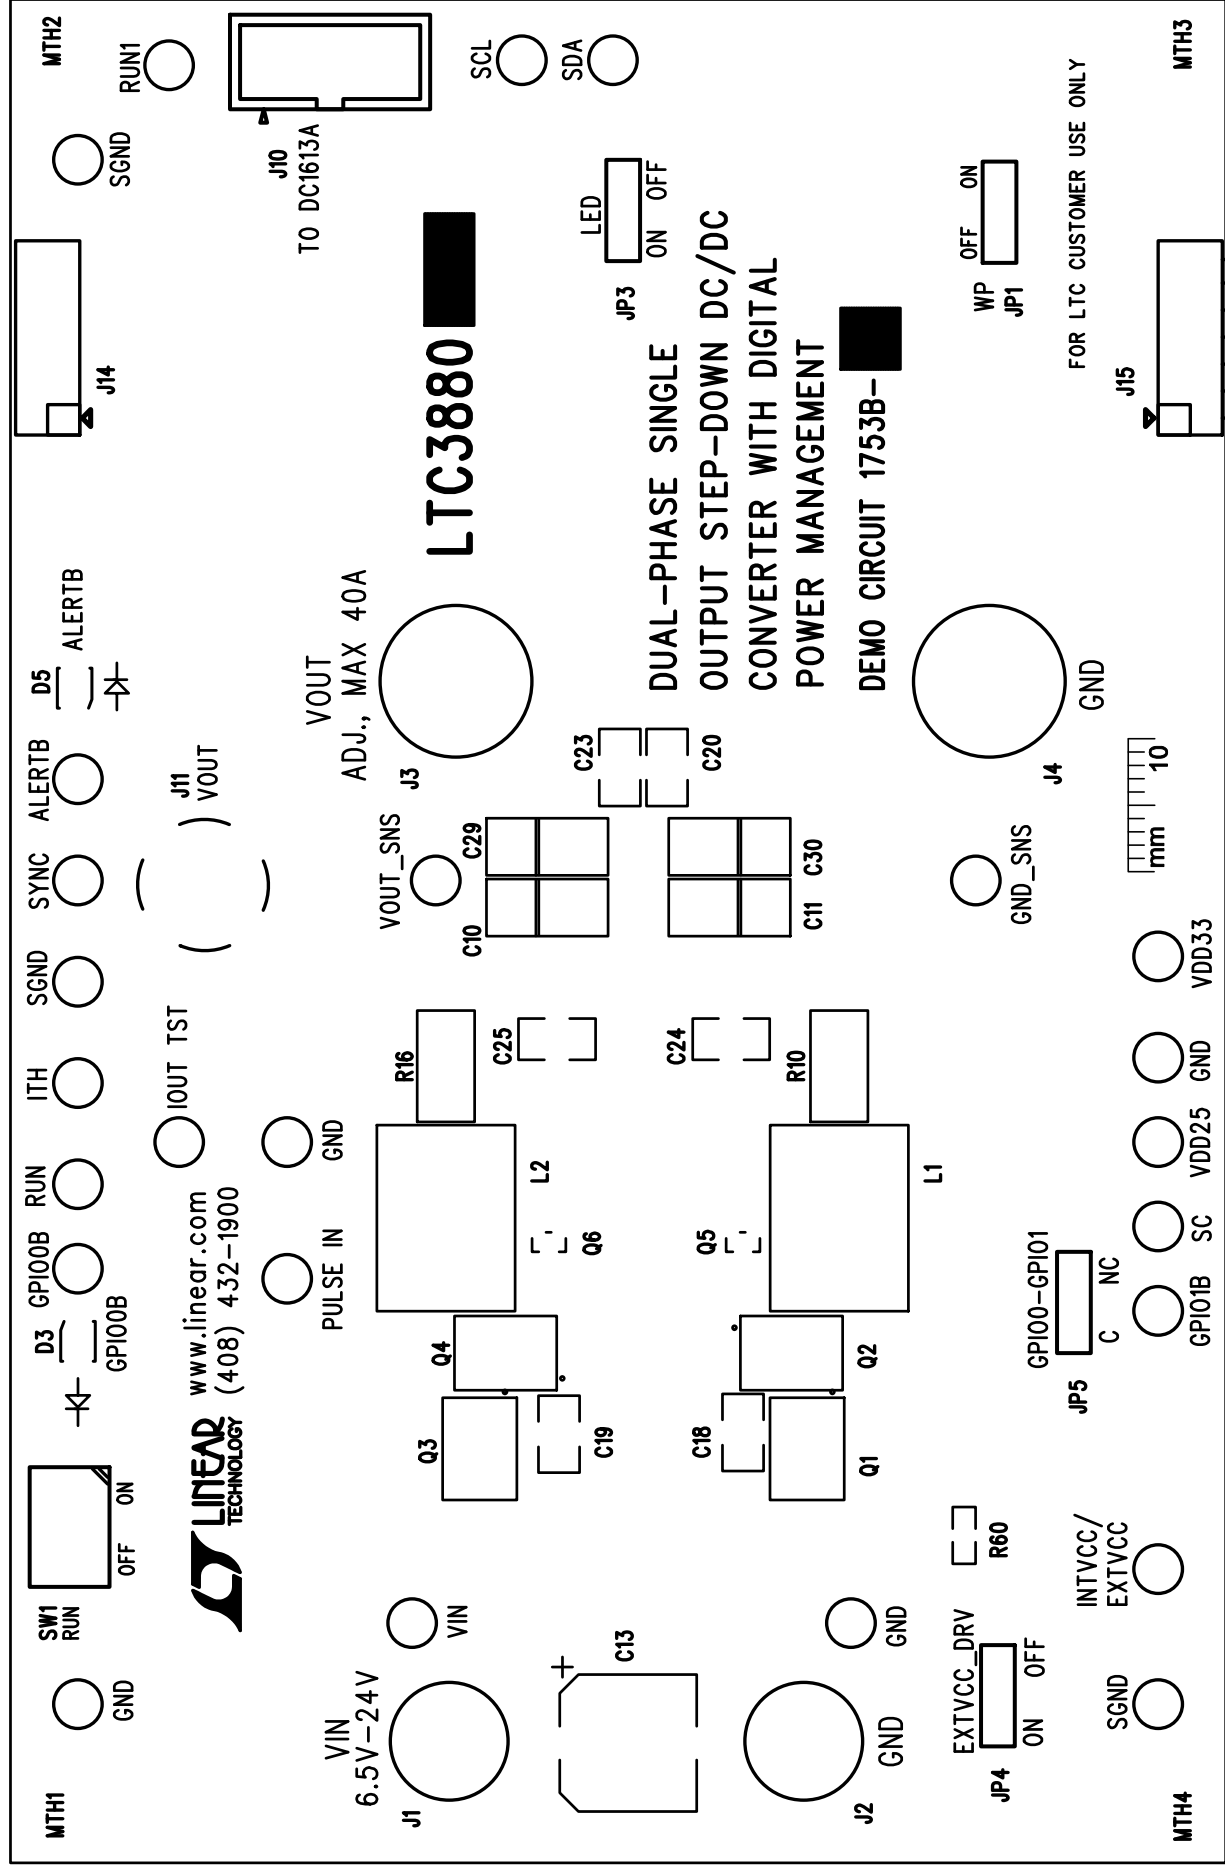 MTH1
GND
SW1
RUN
OFF
ON
D3
GPIO0B
GPIO0B
RUN
ITH
SGND
SYNC
ALERTB
D5
ALERTB
J14
SGND
RUN1
MTH2
LINEAR
TECHNOLOGY
www.linear.com
(408) 432-1900
PULSE IN
GND
IOUT TST
J11
VOUT
J10
TO DC1613A
VIN
6.5V-24V
J1
VIN
Q3
Q4
L2
Q6
R16
C25
VOUT_SNS
C10
C29
VOUT
ADJ., MAX 40A
J3
LTC3880
SCL
SDA
C13
C19
C18
Q5
C24
C23
C20
LED
JP3
ON
OFF
DUAL-PHASE SINGLE
OUTPUT STEP-DOWN DC/DC
CONVERTER WITH DIGITAL
POWER MANAGEMENT
DEMO CIRCUIT 1753B-
GND
J2
GND
Q1
Q2
L1
R10
C11
C30
GND_SNS
J4
GND
EXTVCC_DRV
JP4
ON
OFF
R60
GPIO0-GPIO1
JP5
C
NC
mm
10
WP
JP1
OFF
ON
FOR LTC CUSTOMER USE ONLY
MTH4
SGND
INTVCC/
EXTVCC
GPIO1B
SC
VDD25
GND
VDD33
J15
MTH3